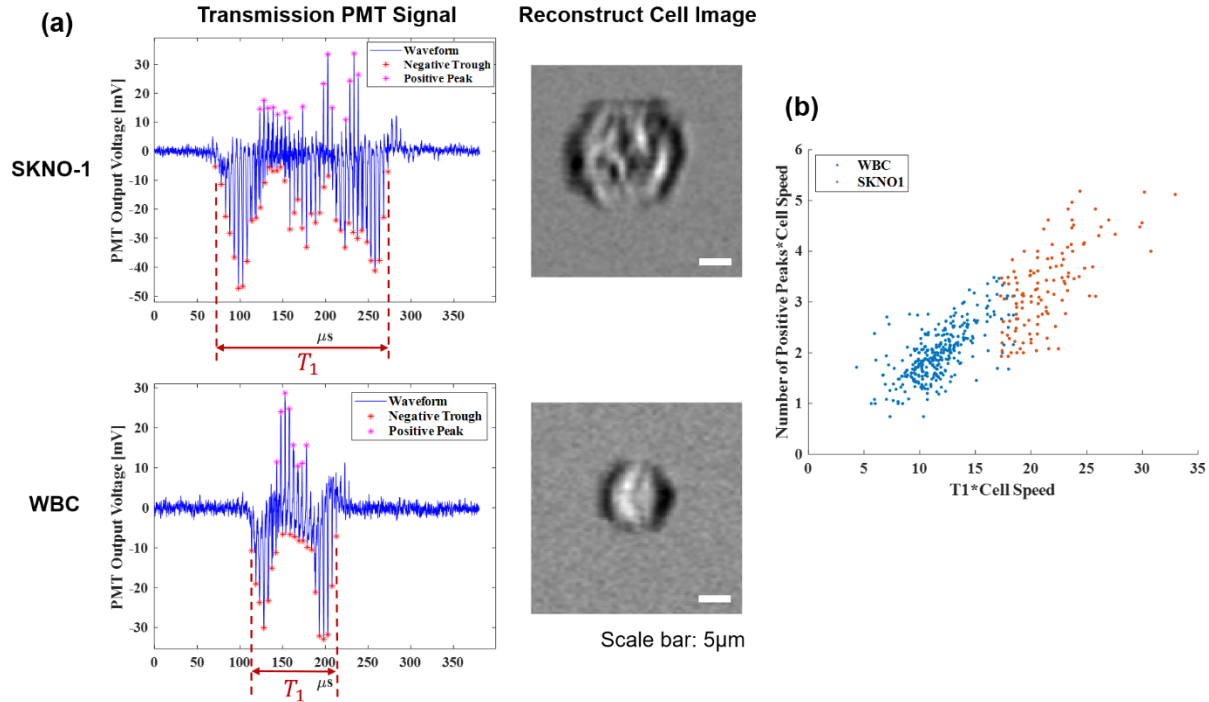 (a)
Transmission PMT Signal
Reconstruct Cell Image
SKNO-1
PMT Output Voltage [mV]
30
20
10
0
-10
-20
-30
-40
-50
Waveform
Negative Trough
Positive Peak
0 50 100 150 200 250 300 350
μs
T₁
WBC
PMT Output Voltage [mV]
30
20
10
0
-10
-20
-30
Waveform
Negative Trough
Positive Peak
0 50 100 150 200 250 300 350
μs
T₁
Scale bar: 5μm
(b)
Number of Positive Peaks*Cell Speed
6
5
4
3
2
1
0
WBC
SKNO1
0 5 10 15 20 25 30 35
T1*Cell Speed